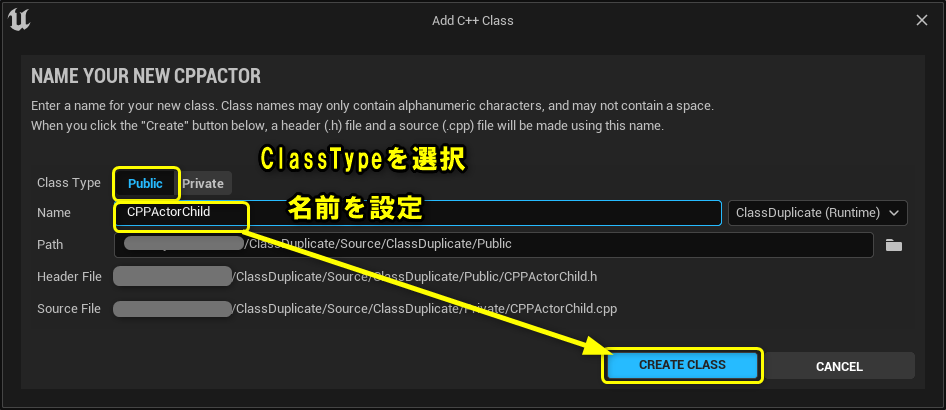 Add C++ Class
NAME YOUR NEW CPPACTOR
Enter a name for your new class. Class names may only contain alphanumeric characters, and may not contain a space.
When you click the "Create" button below, a header (.h) file and a source (.cpp) file will be made using this name.
ClassTypeを選択
Class Type Public Private
名前を設定
Name CPPActorChild ClassDuplicate (Runtime)
Path /ClassDuplicate/Source/ClassDuplicate/Public
Header File /ClassDuplicate/Source/ClassDuplicate/Public/CPPActorChild.h
Source File /ClassDuplicate/Source/ClassDuplicate/Private/CPPActorChild.cpp
CREATE CLASS CANCEL